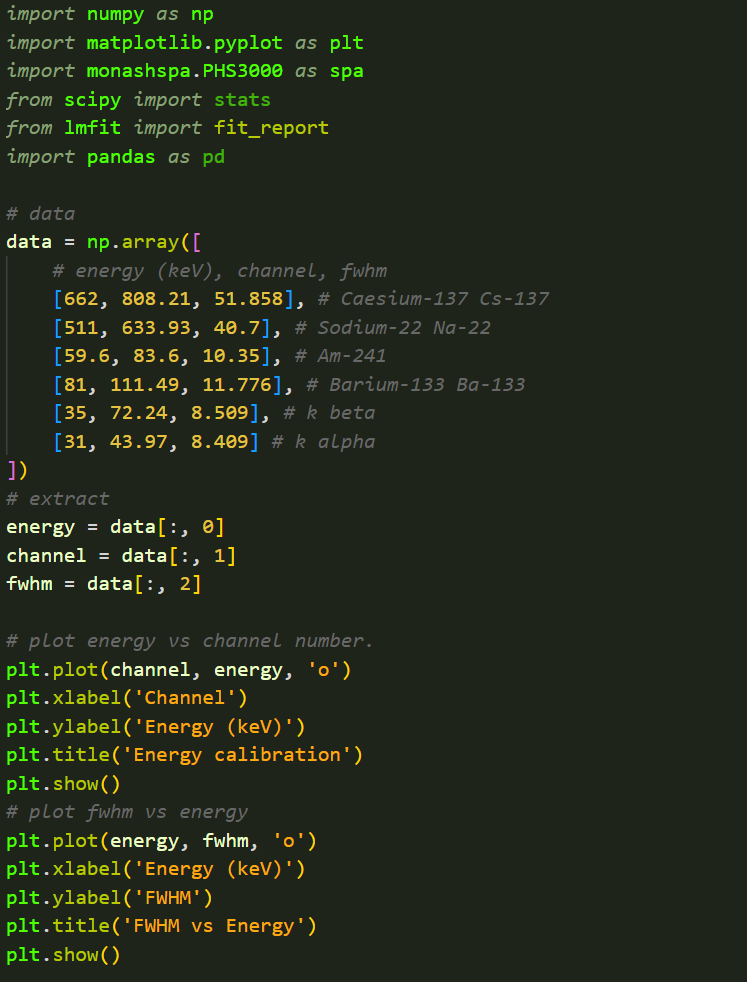 import numpy as np
import matplotlib.pyplot as plt
import monashspa.PHS3000 as spa
from scipy import stats
from lmfit import fit_report
import pandas as pd

# data
data = np.array([
    # energy (keV), channel, fwhm
    [662, 808.21, 51.858], # Caesium-137 Cs-137
    [511, 633.93, 40.7], # Sodium-22 Na-22
    [59.6, 83.6, 10.35], # Am-241
    [81, 111.49, 11.776], # Barium-133 Ba-133
    [35, 72.24, 8.509], # k beta
    [31, 43.97, 8.409] # k alpha
])
# extract
energy = data[:, 0]
channel = data[:, 1]
fwhm = data[:, 2]

# plot energy vs channel number.
plt.plot(channel, energy, 'o')
plt.xlabel('Channel')
plt.ylabel('Energy (keV)')
plt.title('Energy calibration')
plt.show()
# plot fwhm vs energy
plt.plot(energy, fwhm, 'o')
plt.xlabel('Energy (keV)')
plt.ylabel('FWHM')
plt.title('FWHM vs Energy')
plt.show()